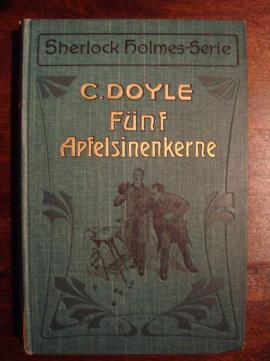 Sherlock Holmes-Serie
C. DOYLE
FÜNF
Apfelsinenkerne